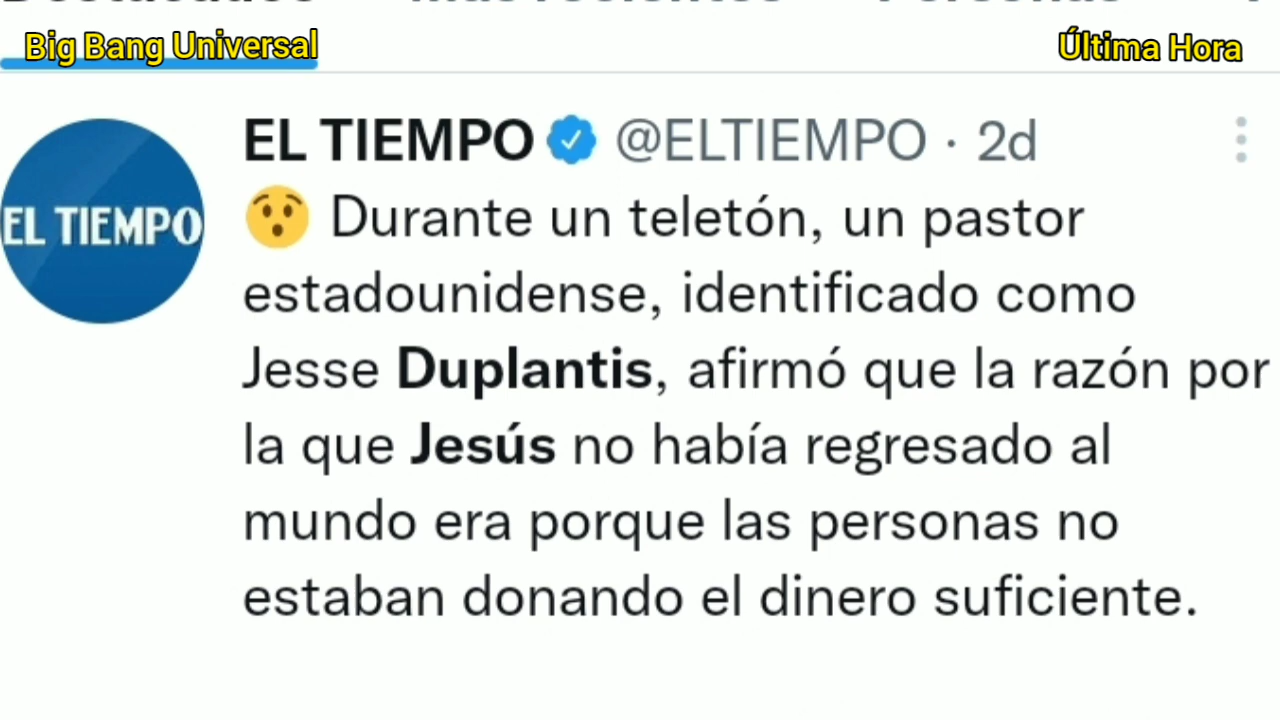 Big Bang Universal
Última Hora
EL TIEMPO @ELTIEMPO · 2d
EL TIEMPO
😯 Durante un teletón, un pastor
estadounidense, identificado como
Jesse Duplantis, afirmó que la razón por
la que Jesús no había regresado al
mundo era porque las personas no
estaban donando el dinero suficiente.